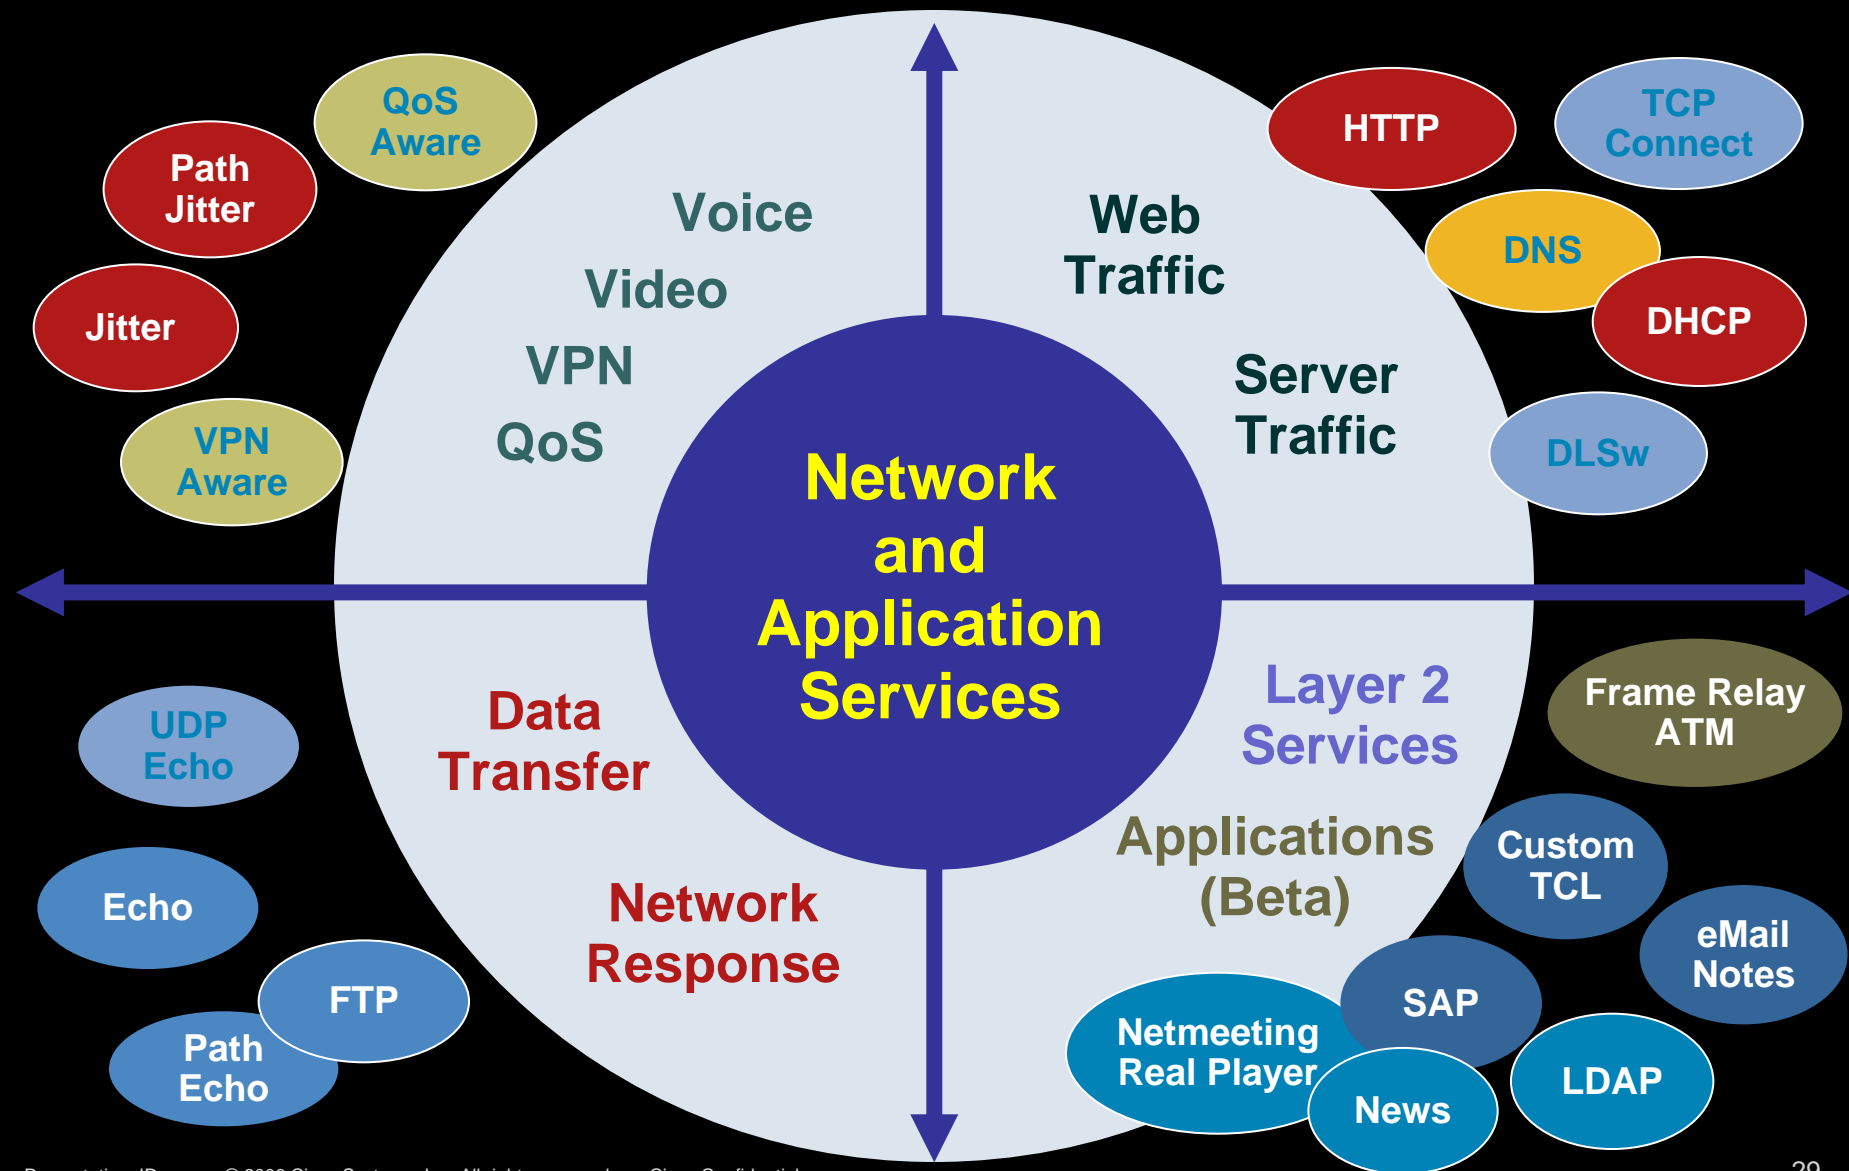 QoS
Aware
Path
Jitter
Jitter
VPN
Aware
Voice
Video
VPN
QoS
Web
Traffic
Server
Traffic
HTTP
TCP
Connect
DNS
DHCP
DLSw
Network
and
Application
Services
UDP
Echo
Echo
FTP
Path
Echo
Data
Transfer
Network
Response
Layer 2
Services
Applications
(Beta)
Frame Relay
ATM
Custom
TCL
eMail
Notes
SAP
Netmeeting
Real Player
News
LDAP